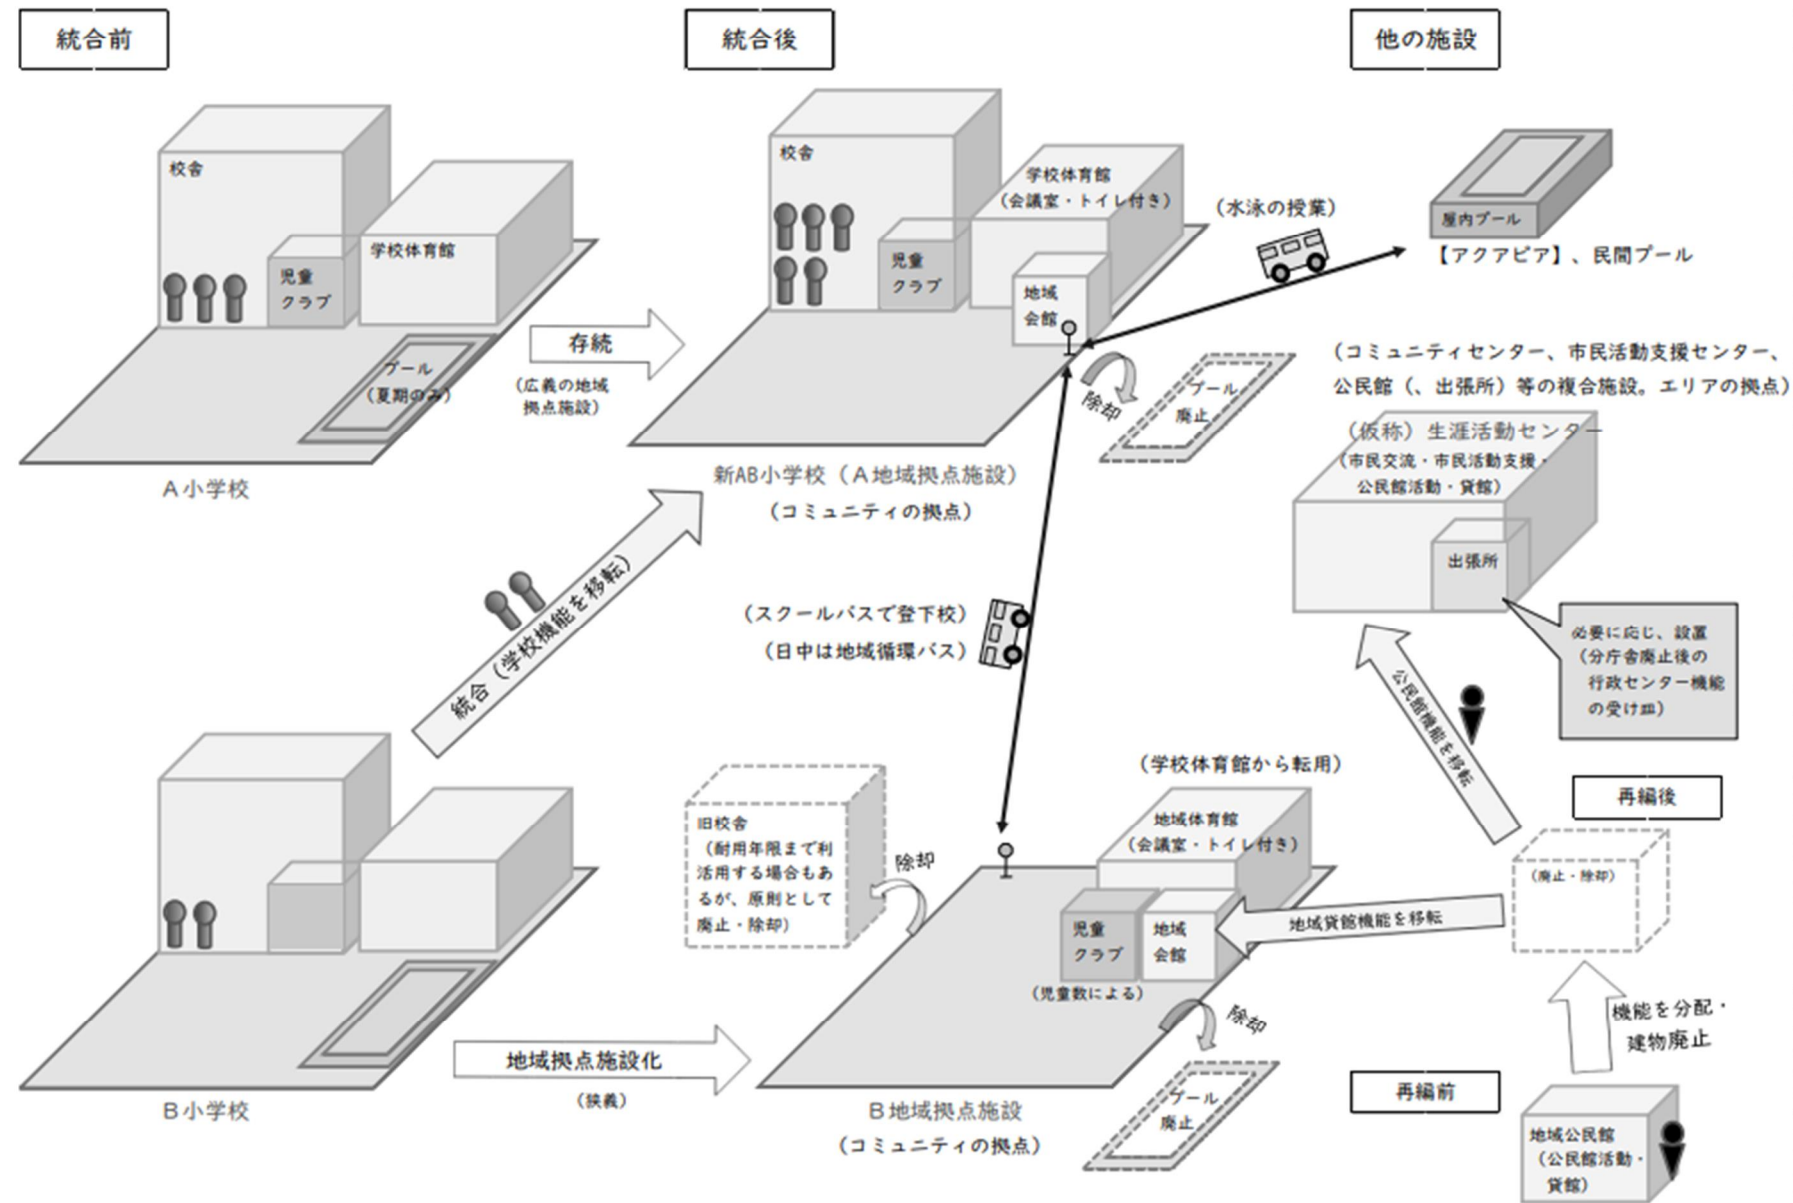 統合前
統合後
他の施設
校舎
児童
クラブ
学校体育館
プール
（夏期のみ）
A小学校
存続
（広義の地域
拠点施設）
校舎
児童
クラブ
学校体育館
（会議室・トイレ付き）
地域
会館
新AB小学校（A地域拠点施設）
（コミュニティの拠点）
除却
プール
廃止
（水泳の授業）
屋内プール
【アクアピア】、民間プール
（コミュニティセンター、市民活動支援センター、
公民館（、出張所）等の複合施設。エリアの拠点）
（仮称）生涯活動センター
（市民交流・市民活動支援・
公民館活動・貸館）
出張所
必要に応じ、設置
（分庁舎廃止後の
行政センター機能
の受け皿）
統合（学校機能を移転）
（スクールバスで登下校）
（日中は地域循環バス）
公民館機能を移転
再編後
（廃止・除却）
地域貸館機能を移転
機能を分配・
建物廃止
再編前
地域公民館
（公民館活動・
貸館）
B小学校
地域拠点施設化
（狭義）
旧校舎
（耐用年限まで利
活用する場合もあ
るが、原則として
廃止・除却）
除却
（学校体育館から転用）
地域体育館
（会議室・トイレ付き）
児童
クラブ
地域
会館
（児童数による）
除却
プール
廃止
B地域拠点施設
（コミュニティの拠点）